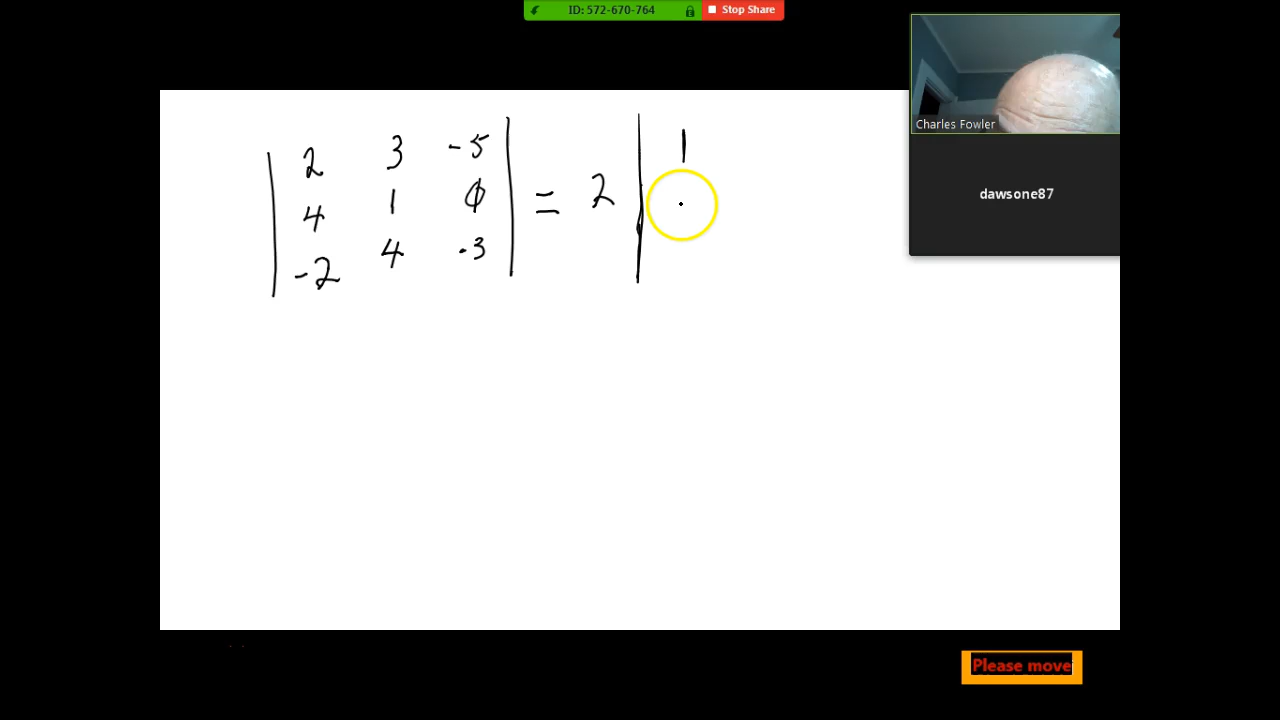 ID: 572-670-764 Stop Share
Charles Fowler
dawsone87
| 2 3 -5 |
| 4 1 0 | = 2 | 1
| -2 4 -3 |
Please move